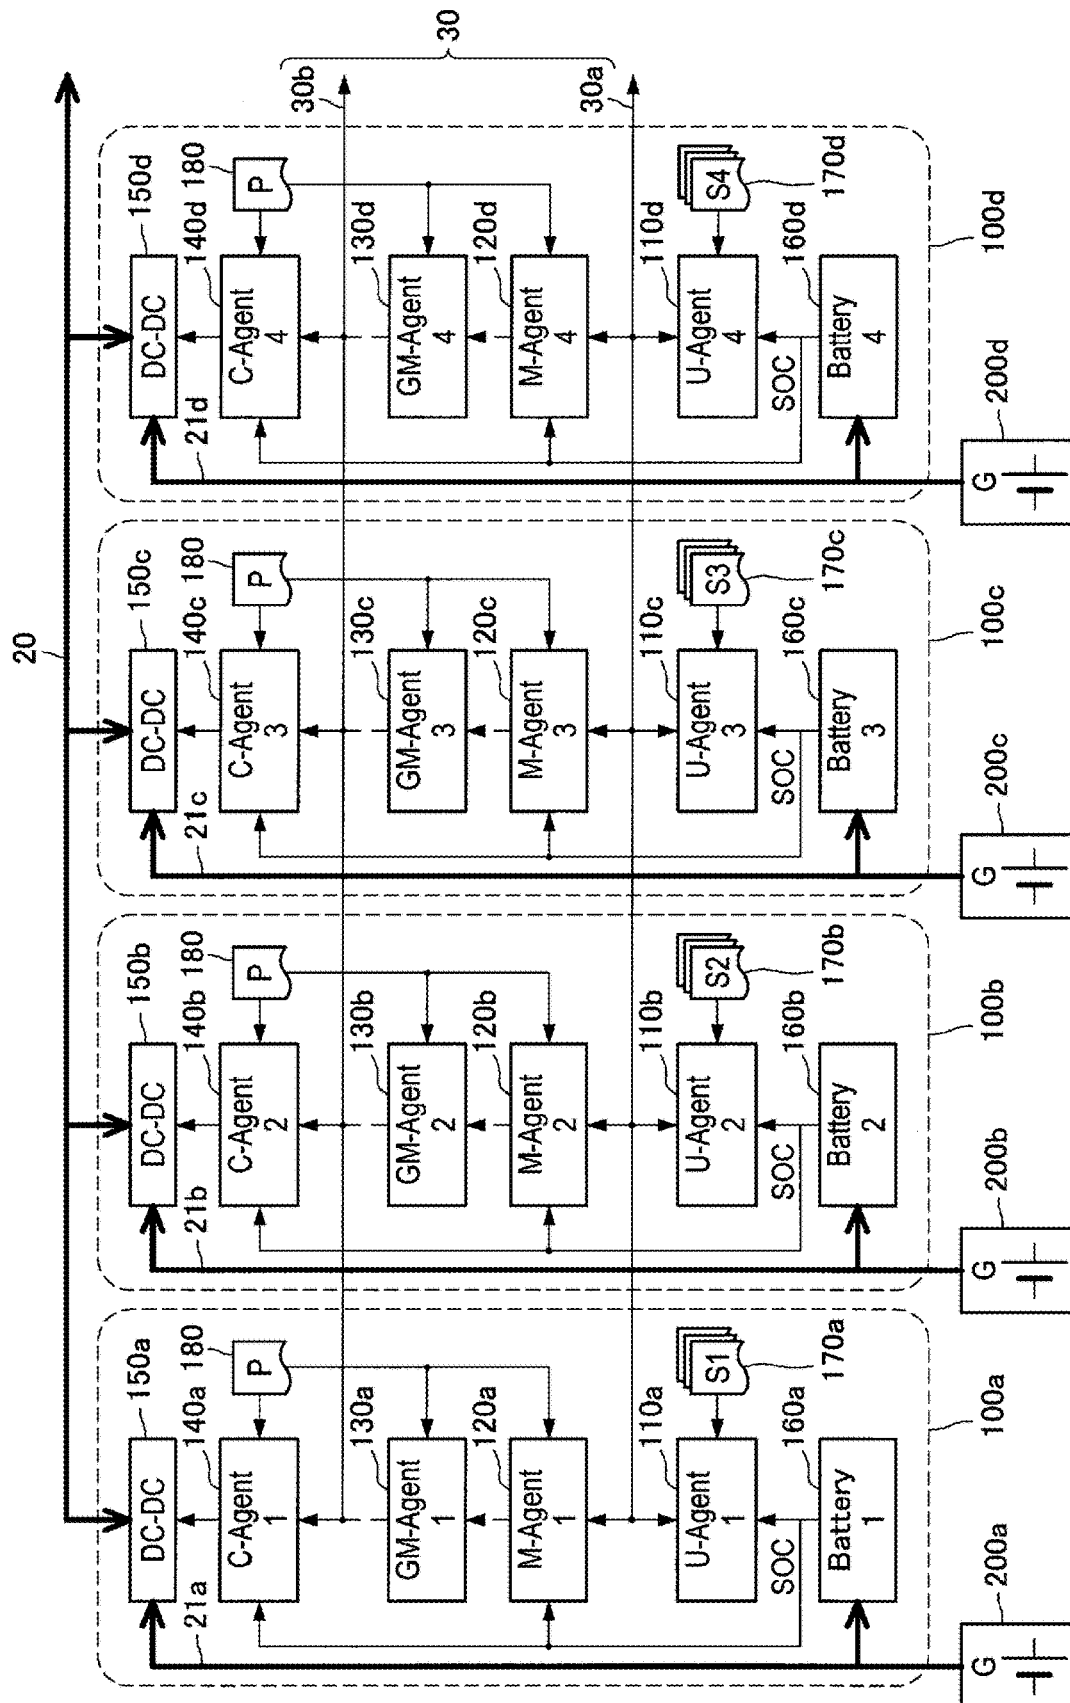 20
30
30b
30a
150a
DC-DC
21a
140a
C-Agent
1
180
P
130a
GM-Agent
1
120a
M-Agent
1
110a
U-Agent
1
S1
170a
SOC
160a
Battery
1
100a
200a
G
150b
DC-DC
21b
140b
C-Agent
2
180
P
130b
GM-Agent
2
120b
M-Agent
2
110b
U-Agent
2
S2
170b
SOC
160b
Battery
2
100b
200b
G
150c
DC-DC
21c
140c
C-Agent
3
180
P
130c
GM-Agent
3
120c
M-Agent
3
110c
U-Agent
3
S3
170c
SOC
160c
Battery
3
100c
200c
G
150d
DC-DC
21d
140d
C-Agent
4
180
P
130d
GM-Agent
4
120d
M-Agent
4
110d
U-Agent
4
S4
170d
SOC
160d
Battery
4
100d
200d
G